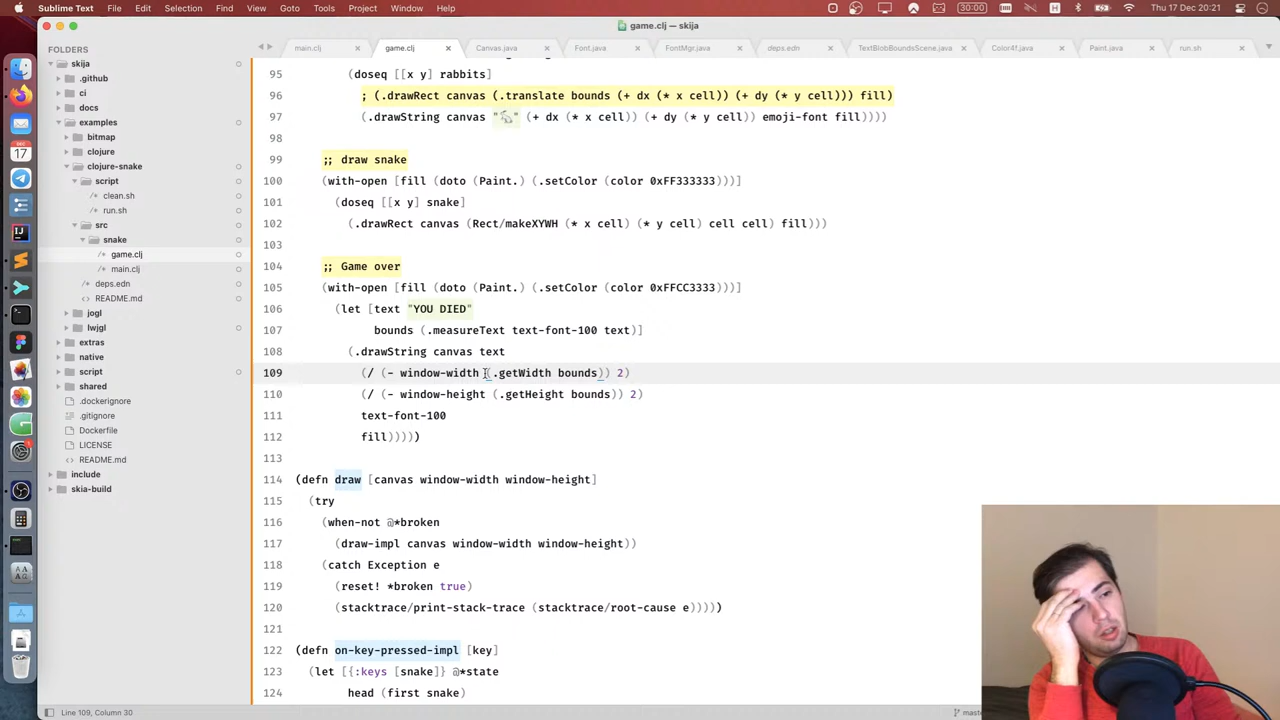 Sublime Text File Edit Selection Find View Goto Tools Project Window Help 10:00 Thu 17 Dec 20:21
game.clj — skija
FOLDERS
main.clj game.clj Canvas.java Font.java FontMgr.java deps.edn TextBlobBoundsScene.java Color4f.java Paint.java run.sh
skija
.github
ci
docs
examples
bitmap
clojure
clojure-snake
script
clean.sh
run.sh
src
snake
game.clj
main.clj
deps.edn
README.md
jogl
lwjgl
extras
native
script
shared
.dockerignore
.gitignore
Dockerfile
LICENSE
README.md
include
skia-build
95 (doseq [[x y] rabbits]
96 ; (.drawRect canvas (.translate bounds (+ dx (* x cell)) (+ dy (* y cell))) fill)
97 (.drawString canvas "🐇" (+ dx (* x cell)) (+ dy (* y cell)) emoji-font fill))))
98
99 ;; draw snake
100 (with-open [fill (doto (Paint.) (.setColor (color 0xFF333333)))]
101 (doseq [[x y] snake]
102 (.drawRect canvas (Rect/makeXYWH (* x cell) (* y cell) cell cell) fill)))
103
104 ;; Game over
105 (with-open [fill (doto (Paint.) (.setColor (color 0xFFCC3333)))]
106 (let [text "YOU DIED"
107 bounds (.measureText text-font-100 text)]
108 (.drawString canvas text
109 (/ (- window-width (.getWidth bounds)) 2)
110 (/ (- window-height (.getHeight bounds)) 2)
111 text-font-100
112 fill)))))
113
114 (defn draw [canvas window-width window-height]
115 (try
116 (when-not @*broken
117 (draw-impl canvas window-width window-height))
118 (catch Exception e
119 (reset! *broken true)
120 (stacktrace/print-stack-trace (stacktrace/root-cause e)))))
121
122 (defn on-key-pressed-impl [key]
123 (let [{:keys [snake]} @*state
124 head (first snake)
Line 109, Column 30